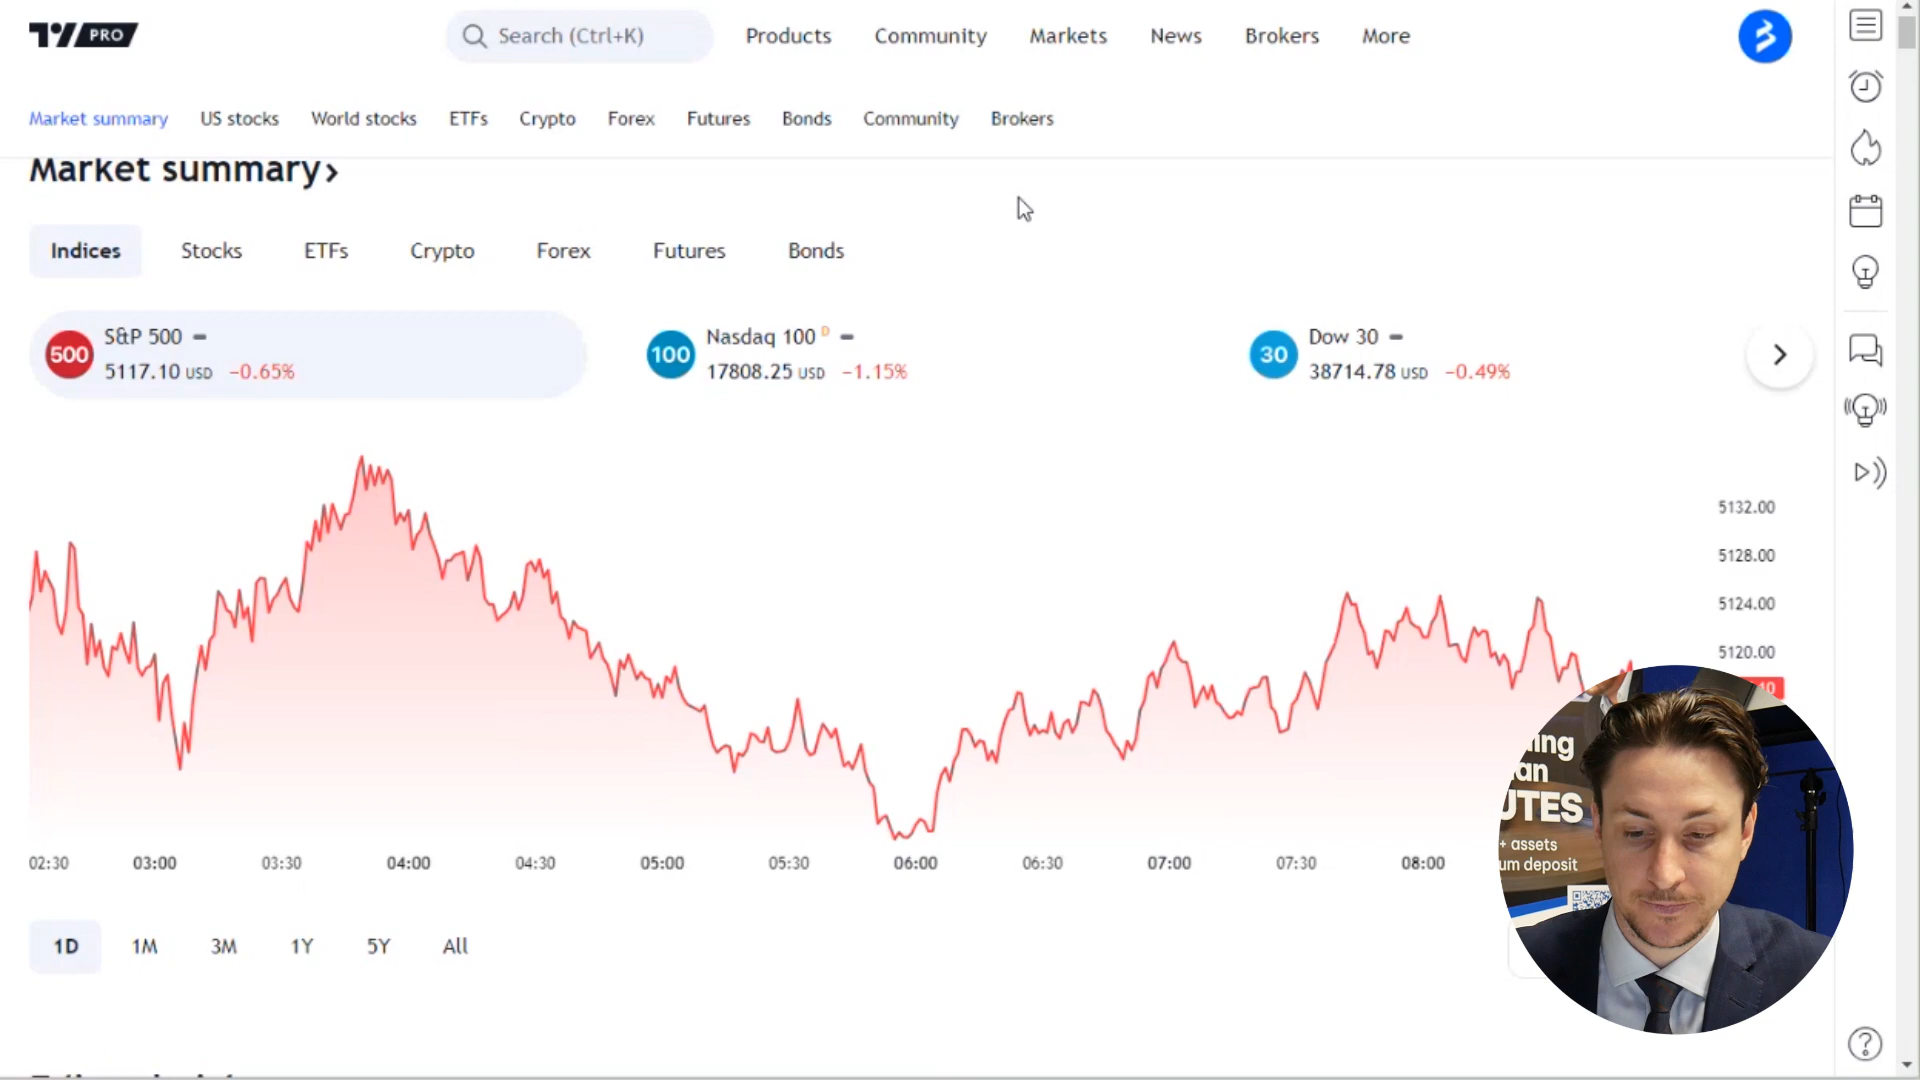 TV PRO
Search (Ctrl+K)
Products
Community
Markets
News
Brokers
More
Market summary
US stocks
World stocks
ETFs
Crypto
Forex
Futures
Bonds
Community
Brokers
Market summary
Indices
Stocks
ETFs
Crypto
Forex
Futures
Bonds
500
S&P 500
5117.10 USD −0.65%
100
Nasdaq 100 D
17808.25 USD −1.15%
30
Dow 30
38714.78 USD −0.49%
5132.00
5128.00
5124.00
5120.00
10
02:30
03:00
03:30
04:00
04:30
05:00
05:30
06:00
06:30
07:00
07:30
08:00
ing
an
UTES
+ assets
um deposit
1D
1M
3M
1Y
5Y
All